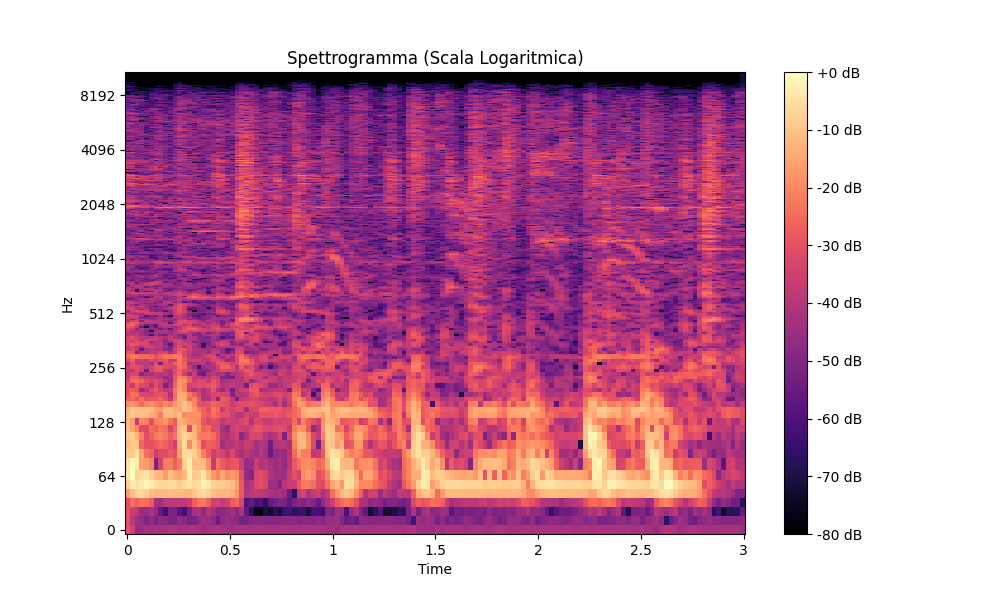 Spettrogramma (Scala Logaritmica)
Hz
8192
4096
2048
1024
512
256
128
64
0
0
0.5
1
1.5
2
2.5
3
Time
+0 dB
-10 dB
-20 dB
-30 dB
-40 dB
-50 dB
-60 dB
-70 dB
-80 dB